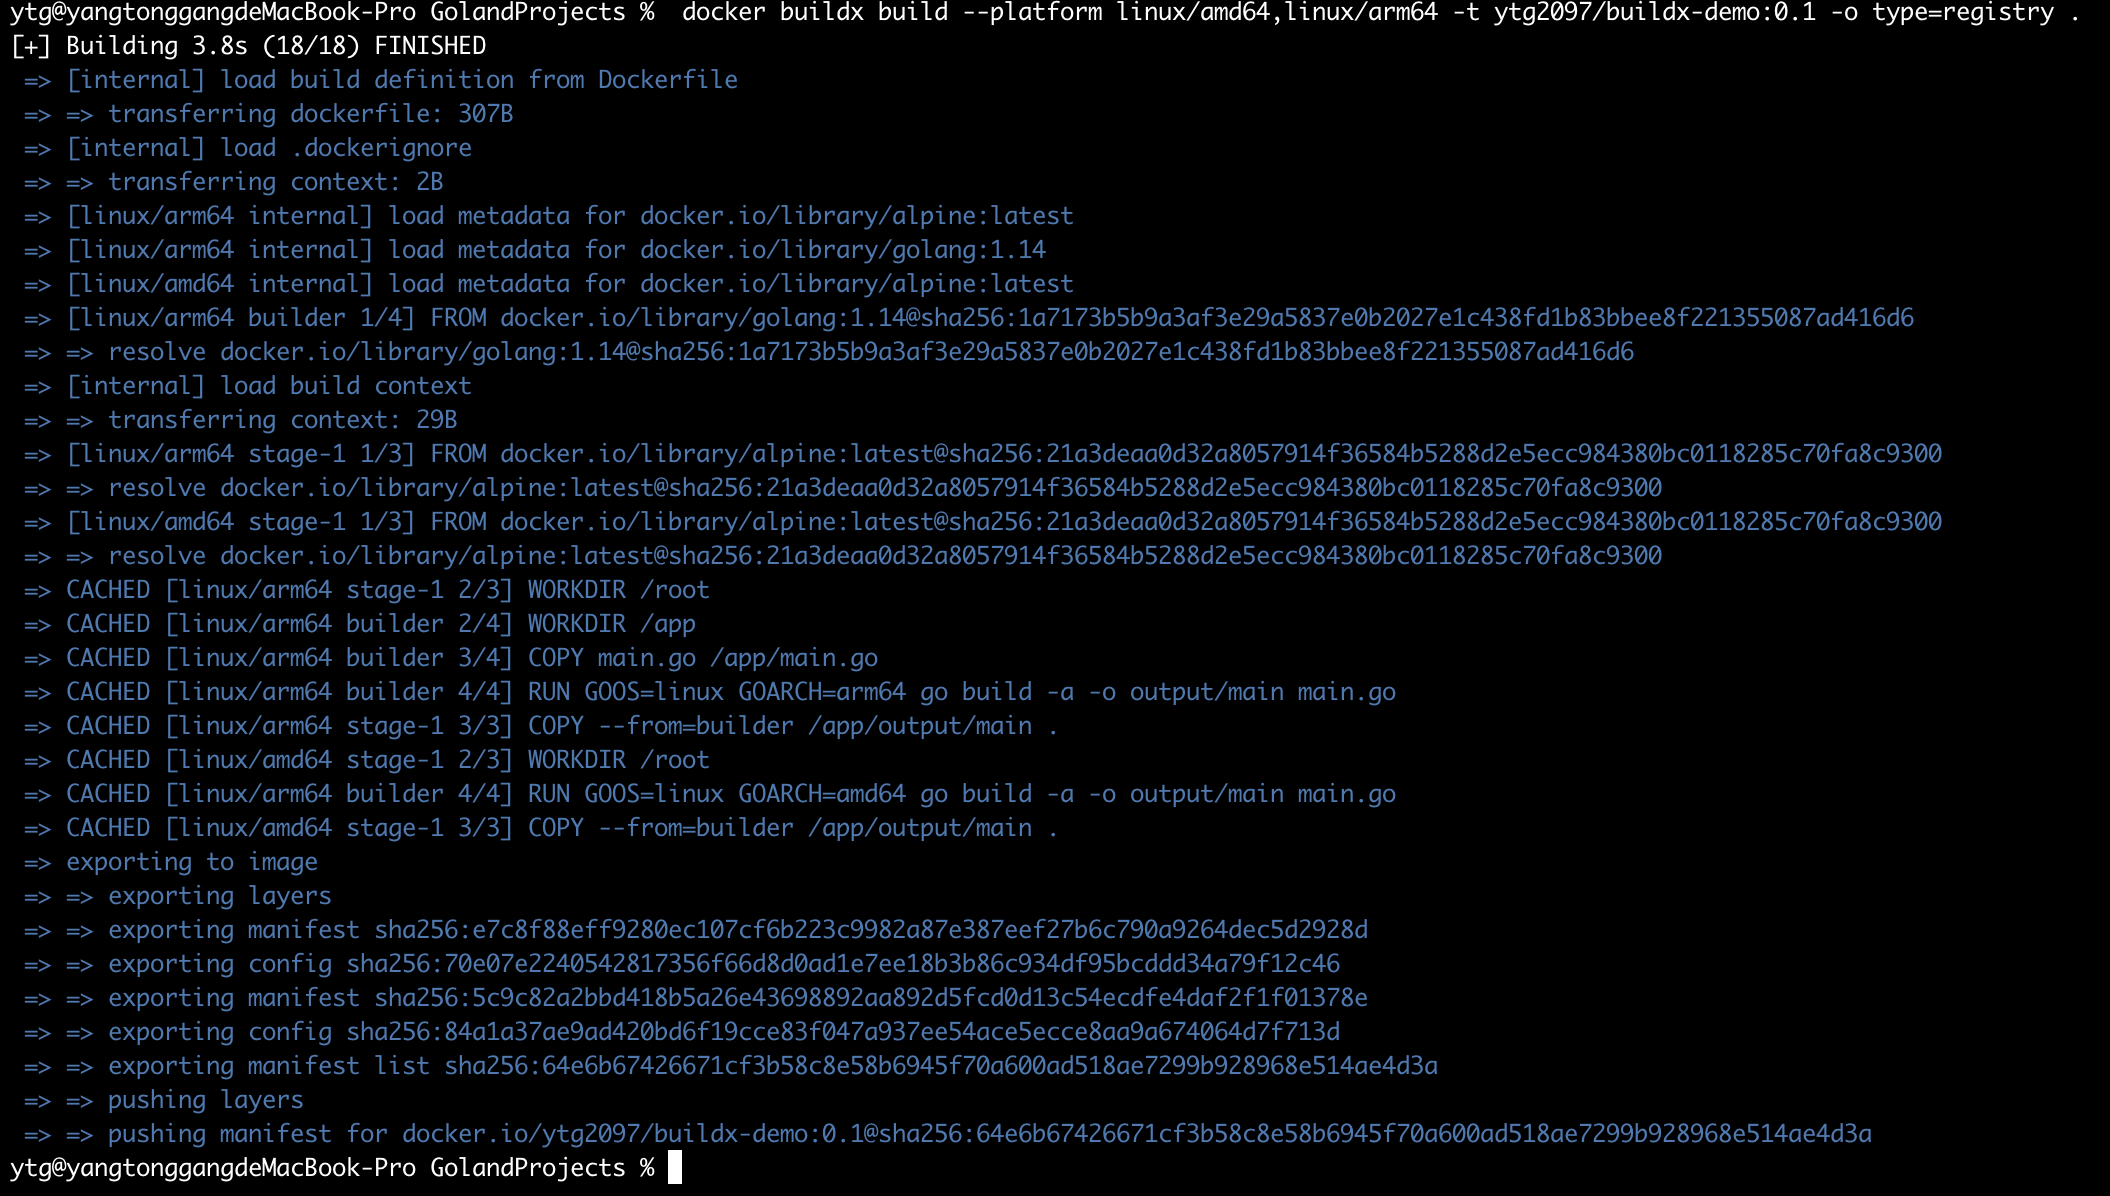 ytg@yangtonggangdeMacBook-Pro GolandProjects %  docker buildx build --platform linux/amd64,linux/arm64 -t ytg2097/buildx-demo:0.1 -o type=registry .
[+] Building 3.8s (18/18) FINISHED
 => [internal] load build definition from Dockerfile
 => => transferring dockerfile: 307B
 => [internal] load .dockerignore
 => => transferring context: 2B
 => [linux/arm64 internal] load metadata for docker.io/library/alpine:latest
 => [linux/arm64 internal] load metadata for docker.io/library/golang:1.14
 => [linux/amd64 internal] load metadata for docker.io/library/alpine:latest
 => [linux/arm64 builder 1/4] FROM docker.io/library/golang:1.14@sha256:1a7173b5b9a3af3e29a5837e0b2027e1c438fd1b83bbee8f221355087ad416d6
 => => resolve docker.io/library/golang:1.14@sha256:1a7173b5b9a3af3e29a5837e0b2027e1c438fd1b83bbee8f221355087ad416d6
 => [internal] load build context
 => => transferring context: 29B
 => [linux/arm64 stage-1 1/3] FROM docker.io/library/alpine:latest@sha256:21a3deaa0d32a8057914f36584b5288d2e5ecc984380bc0118285c70fa8c9300
 => => resolve docker.io/library/alpine:latest@sha256:21a3deaa0d32a8057914f36584b5288d2e5ecc984380bc0118285c70fa8c9300
 => [linux/amd64 stage-1 1/3] FROM docker.io/library/alpine:latest@sha256:21a3deaa0d32a8057914f36584b5288d2e5ecc984380bc0118285c70fa8c9300
 => => resolve docker.io/library/alpine:latest@sha256:21a3deaa0d32a8057914f36584b5288d2e5ecc984380bc0118285c70fa8c9300
 => CACHED [linux/arm64 stage-1 2/3] WORKDIR /root
 => CACHED [linux/arm64 builder 2/4] WORKDIR /app
 => CACHED [linux/arm64 builder 3/4] COPY main.go /app/main.go
 => CACHED [linux/arm64 builder 4/4] RUN GOOS=linux GOARCH=arm64 go build -a -o output/main main.go
 => CACHED [linux/arm64 stage-1 3/3] COPY --from=builder /app/output/main .
 => CACHED [linux/amd64 stage-1 2/3] WORKDIR /root
 => CACHED [linux/arm64 builder 4/4] RUN GOOS=linux GOARCH=amd64 go build -a -o output/main main.go
 => CACHED [linux/amd64 stage-1 3/3] COPY --from=builder /app/output/main .
 => exporting to image
 => => exporting layers
 => => exporting manifest sha256:e7c8f88eff9280ec107cf6b223c9982a87e387eef27b6c790a9264dec5d2928d
 => => exporting config sha256:70e07e2240542817356f66d8d0ad1e7ee18b3b86c934df95bcddd34a79f12c46
 => => exporting manifest sha256:5c9c82a2bbd418b5a26e43698892aa892d5fcd0d13c54ecdfe4daf2f1f01378e
 => => exporting config sha256:84a1a37ae9ad420bd6f19cce83f047a937ee54ace5ecce8aa9a674064d7f713d
 => => exporting manifest list sha256:64e6b67426671cf3b58c8e58b6945f70a600ad518ae7299b928968e514ae4d3a
 => => pushing layers
 => => pushing manifest for docker.io/ytg2097/buildx-demo:0.1@sha256:64e6b67426671cf3b58c8e58b6945f70a600ad518ae7299b928968e514ae4d3a
ytg@yangtonggangdeMacBook-Pro GolandProjects %